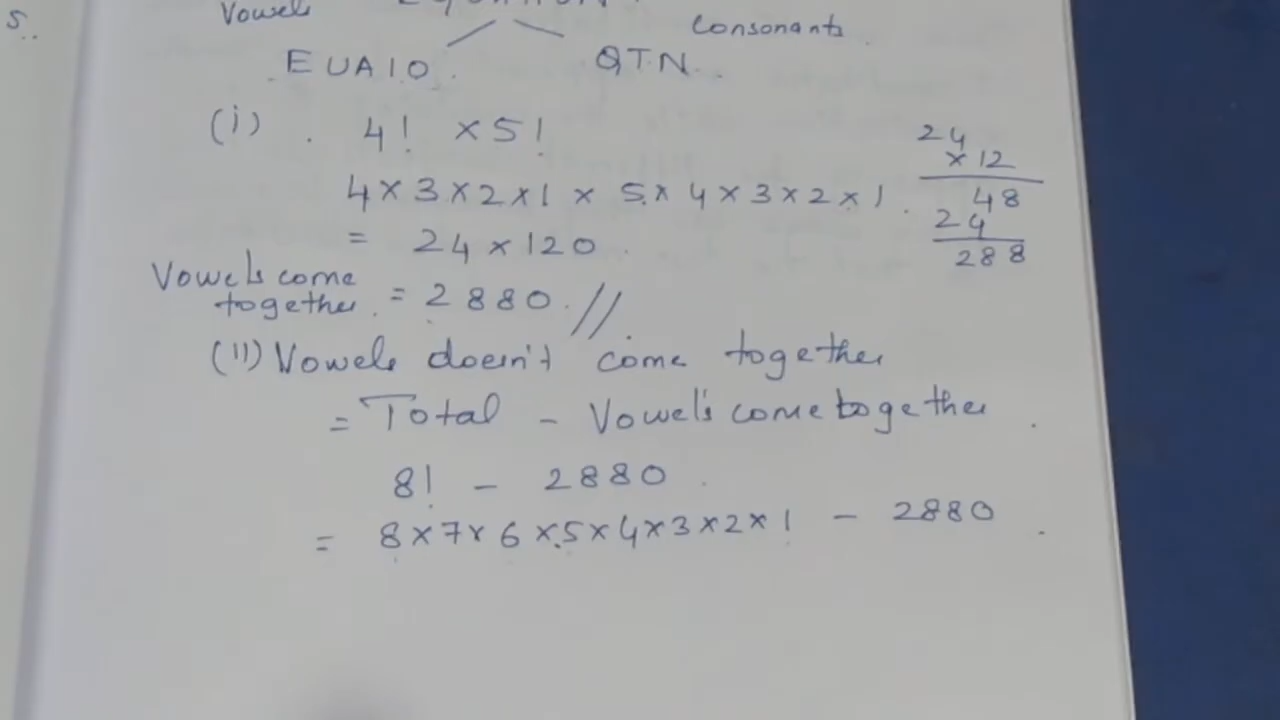 5..
Vowels Consonants.
EUAIO. QTN..
(i) . 4! × 5!
4 × 3 × 2 × 1 × 5 × 4 × 3 × 2 × 1.
= 24 × 120.
Vowels come
together. = 2880. //
(II) Vowels doesn't come together
= Total - Vowel's come together.
8! - 2880.
= 8 × 7 × 6 × 5 × 4 × 3 × 2 × 1 - 2880.
24
× 12
48
24
288